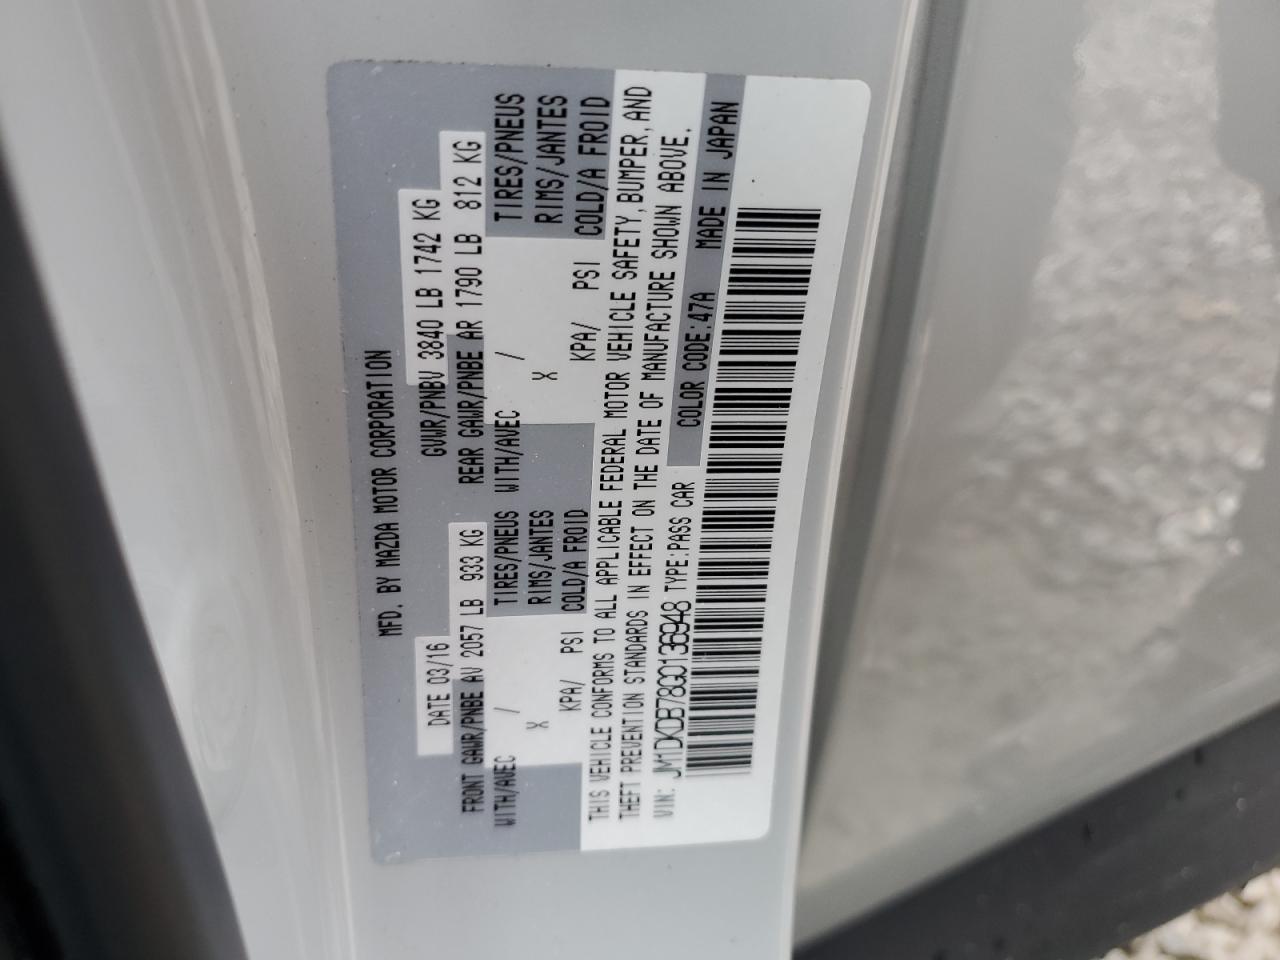 MFD. BY MAZDA MOTOR CORPORATION
DATE 03/16 GVWR/PNBV 3840 LB 1742 KG
FRONT GAWR/PNBE AV 2057 LB 933 KG REAR GAWR/PNBE AR 1790 LB 812 KG
WITH/AVEC / TIRES/PNEUS WITH/AVEC / TIRES/PNEUS
X RIMS/JANTES X RIMS/JANTES
KPA/ PSI COLD/A FROID KPA/ PSI COLD/A FROID
THIS VEHICLE CONFORMS TO ALL APPLICABLE FEDERAL MOTOR VEHICLE SAFETY, BUMPER, AND
THEFT PREVENTION STANDARDS IN EFFECT ON THE DATE OF MANUFACTURE SHOWN ABOVE.
VIN: JM1DKDB78G0136948 TYPE:PASS CAR COLOR CODE:47A MADE IN JAPAN